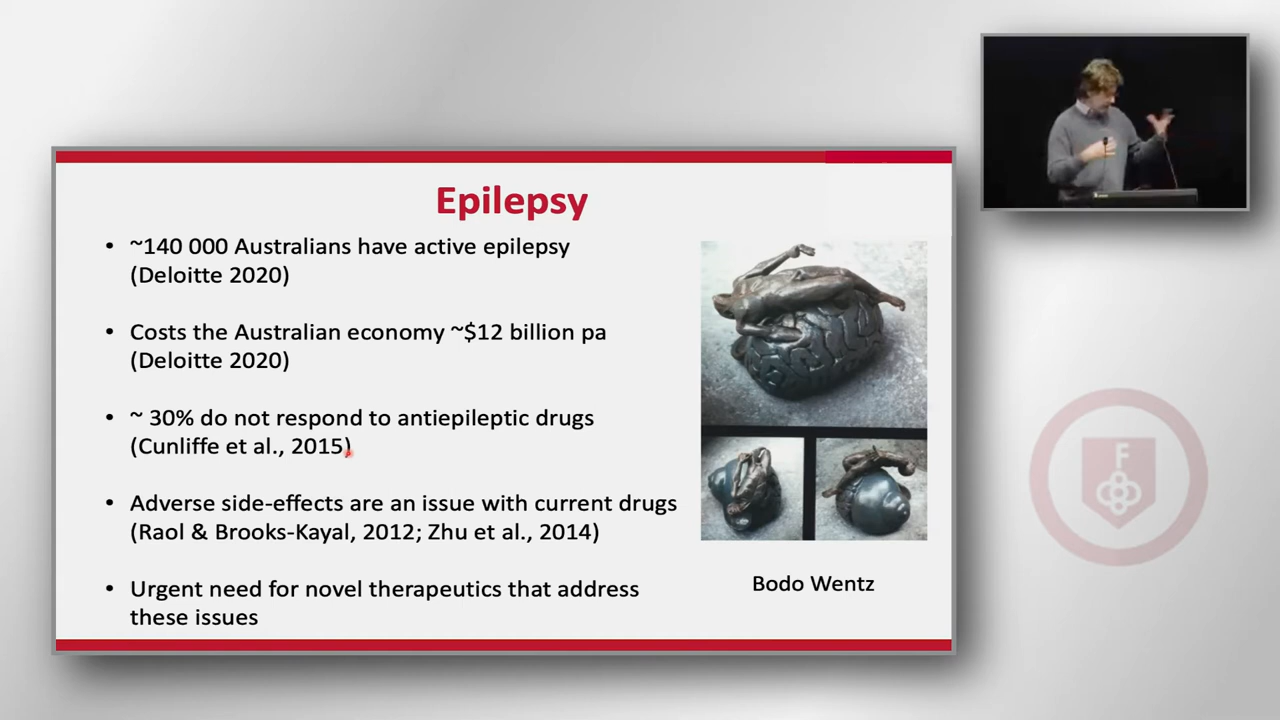 Epilepsy
• ~140 000 Australians have active epilepsy
(Deloitte 2020)
• Costs the Australian economy ~$12 billion pa
(Deloitte 2020)
• ~ 30% do not respond to antiepileptic drugs
(Cunliffe et al., 2015)
• Adverse side-effects are an issue with current drugs
(Raol & Brooks-Kayal, 2012; Zhu et al., 2014)
• Urgent need for novel therapeutics that address
these issues
Bodo Wentz
F